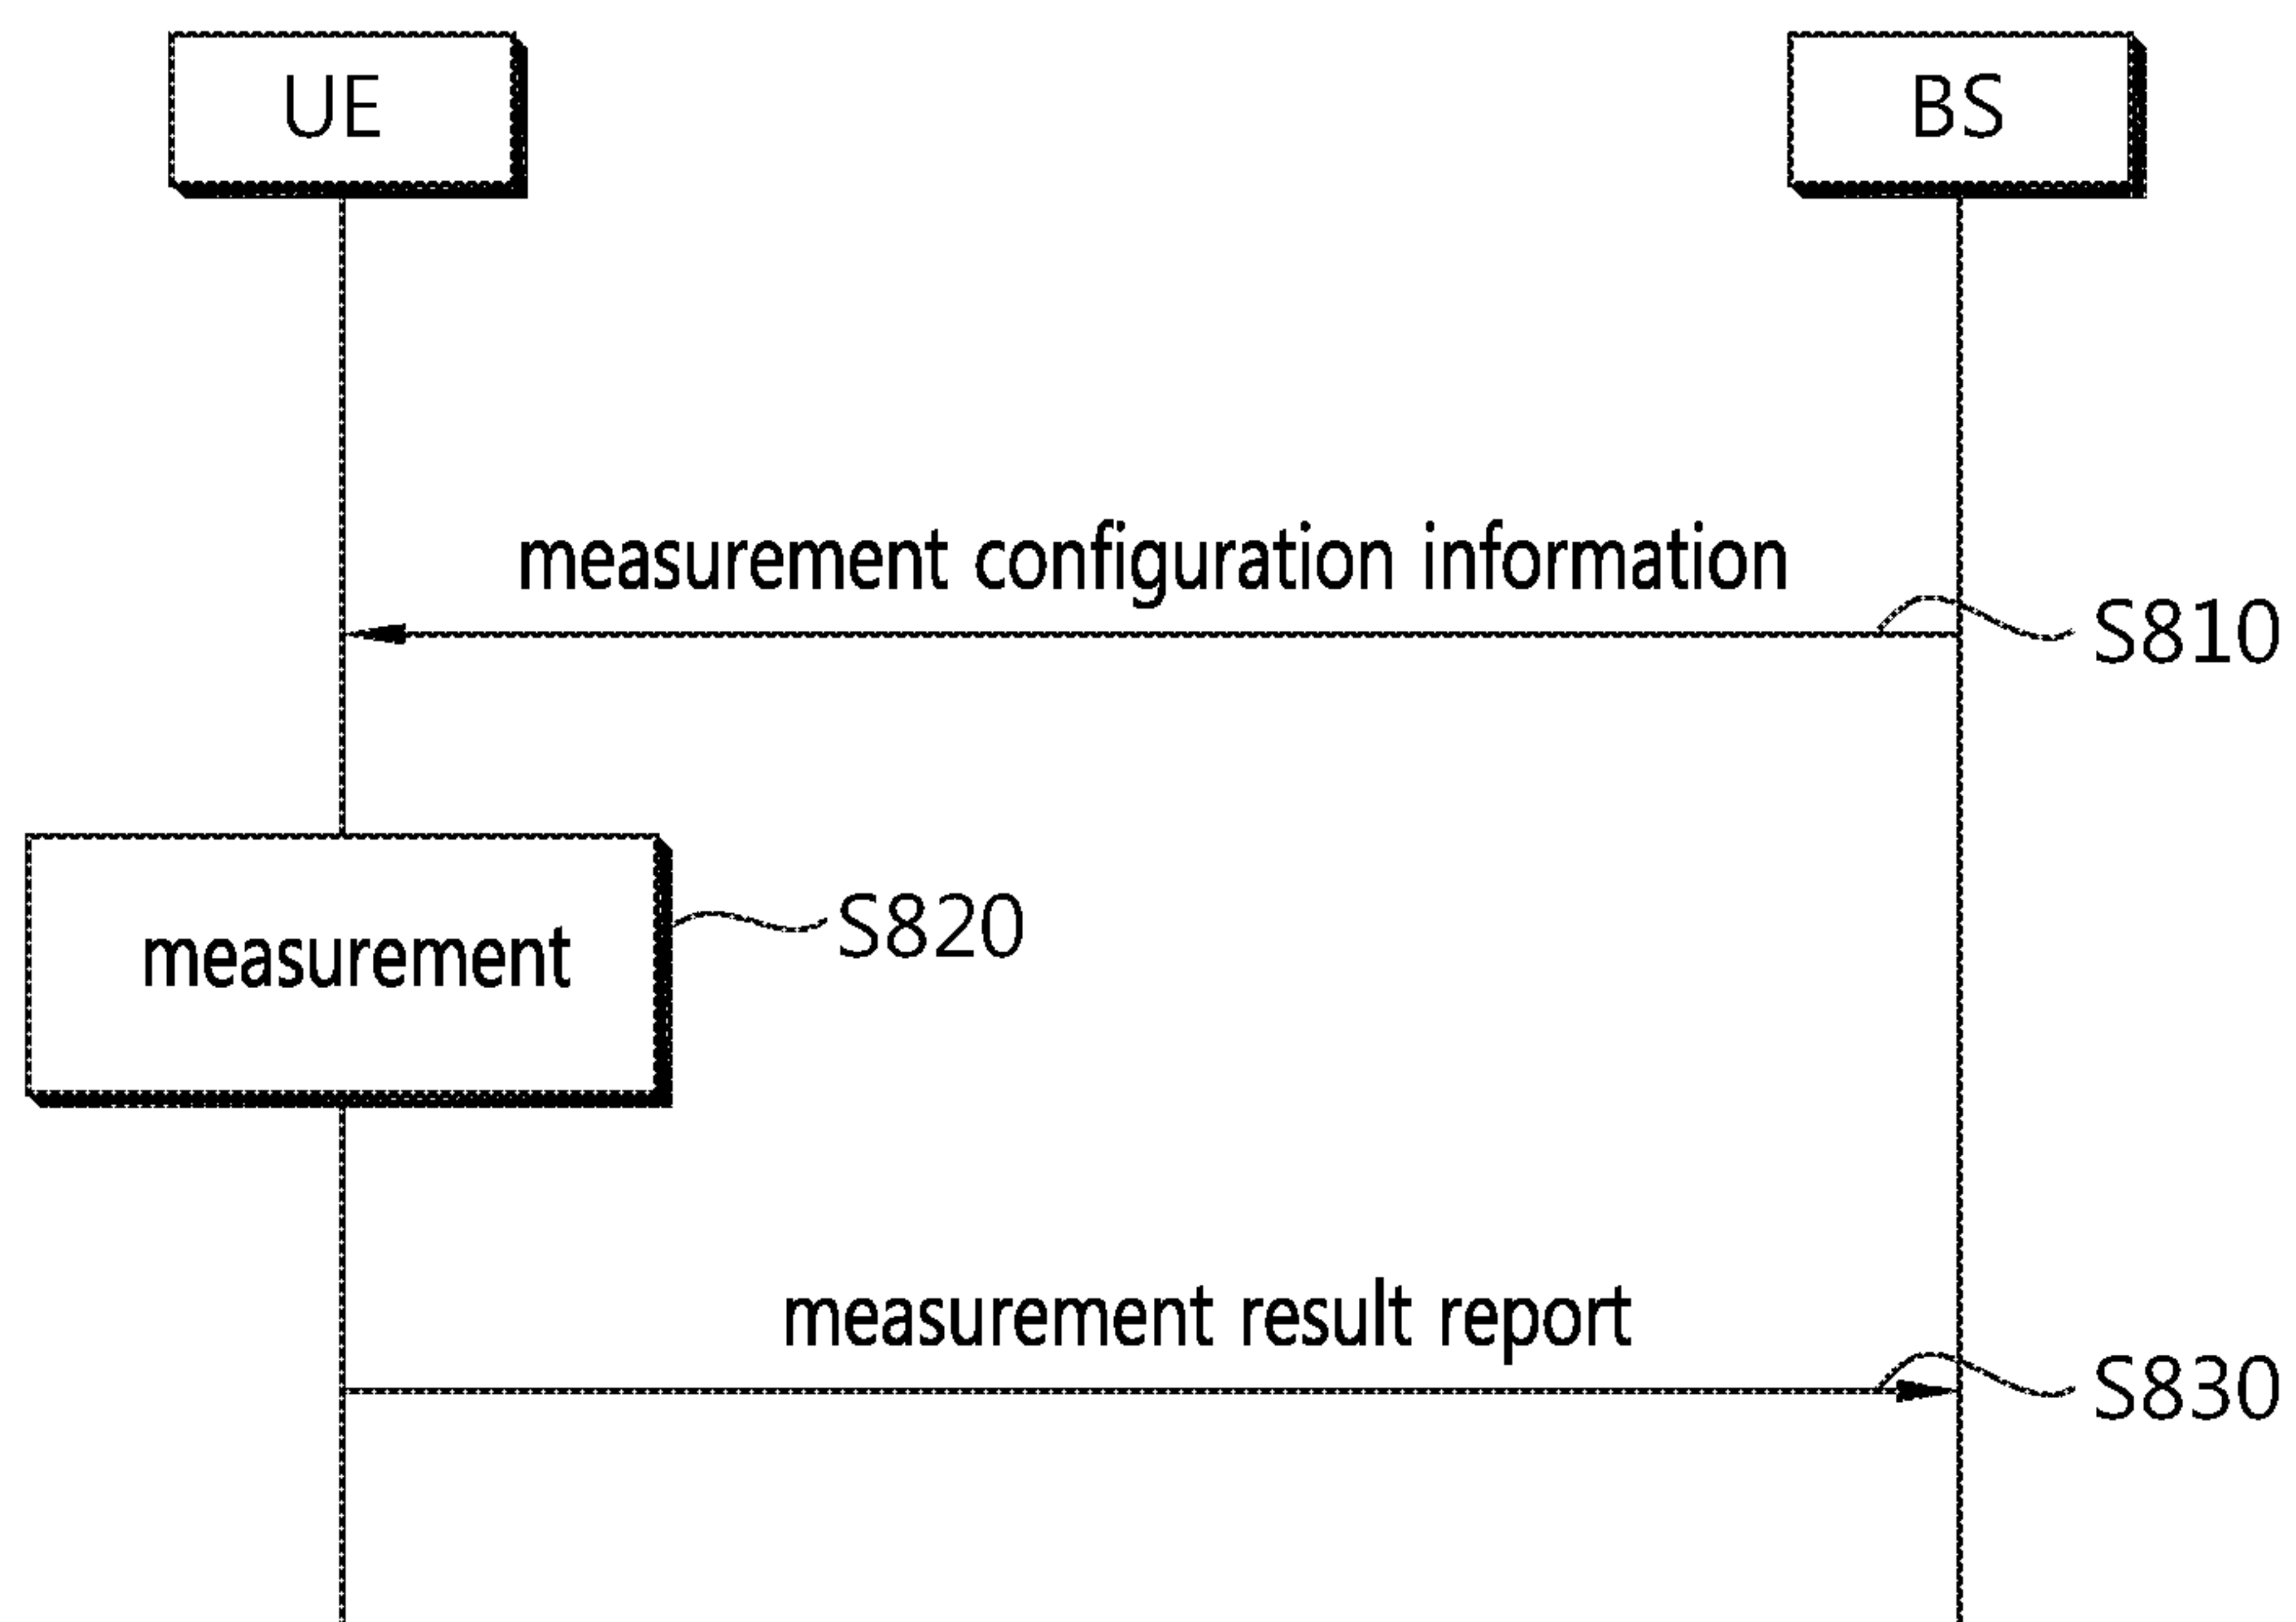 UE
BS
measurement configuration information
S810
measurement
S820
measurement result report
S830